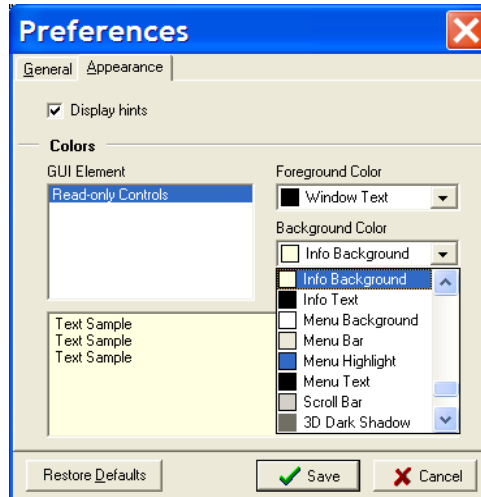 Preferences
General Appearance
Display hints
Colors
GUI Element
Read-only Controls
Foreground Color
Window Text
Background Color
Info Background
Info Background
Info Text
Menu Background
Menu Bar
Menu Highlight
Menu Text
Scroll Bar
3D Dark Shadow
Text Sample
Text Sample
Text Sample
Restore Defaults Save Cancel